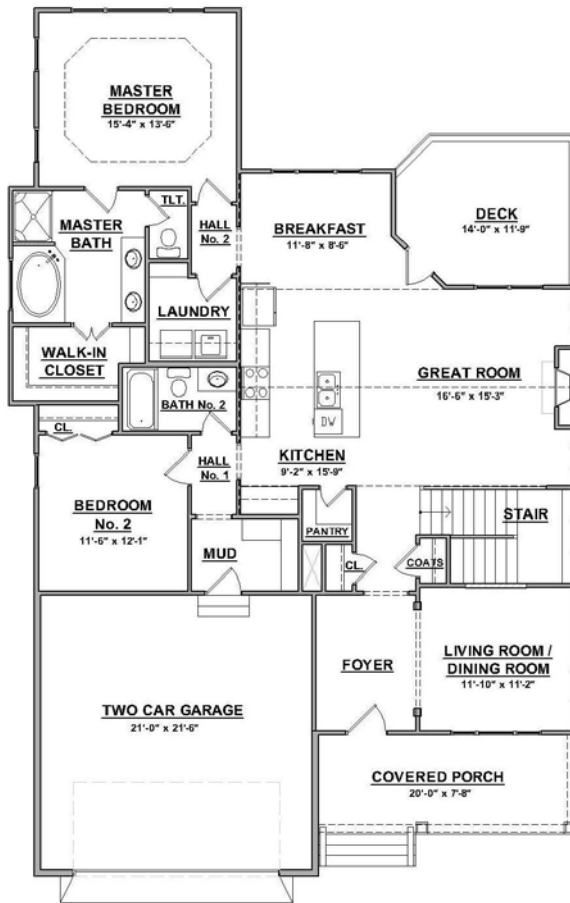 MASTER
BEDROOM
15'-4" x 13'-6"
TLT.
MASTER
BATH
HALL
No. 2
BREAKFAST
11'-8" x 8'-6"
DECK
14'-0" x 11'-9"
LAUNDRY
WALK-IN
CLOSET
GREAT ROOM
16'-6" x 15'-3"
BATH No. 2
DW
CL.
KITCHEN
9'-2" x 15'-9"
HALL
No. 1
BEDROOM
No. 2
11'-6" x 12'-1"
STAIR
PANTRY
MUD
CL.
COATS
FOYER
LIVING ROOM /
DINING ROOM
11'-10" x 11'-2"
TWO CAR GARAGE
21'-0" x 21'-6"
COVERED PORCH
20'-0" x 7'-8"